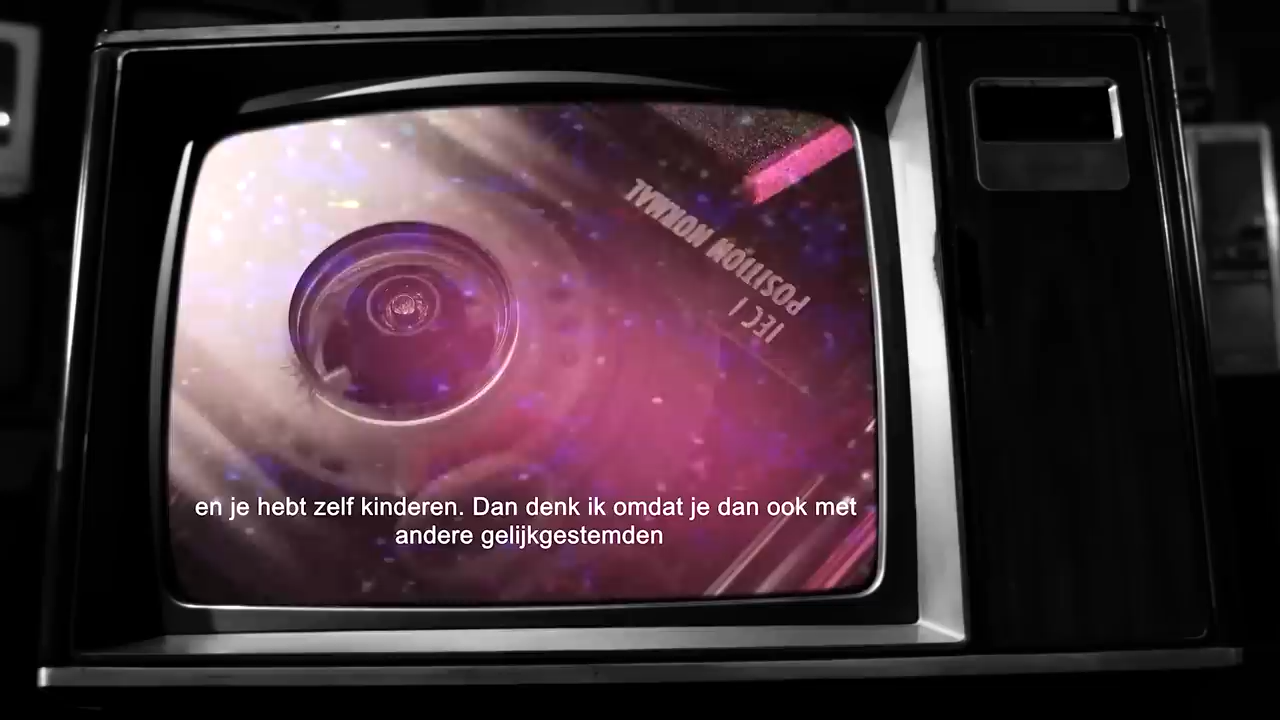 POSITION NORMAL
IEC I
en je hebt zelf kinderen. Dan denk ik omdat je dan ook met
andere gelijkgestemden